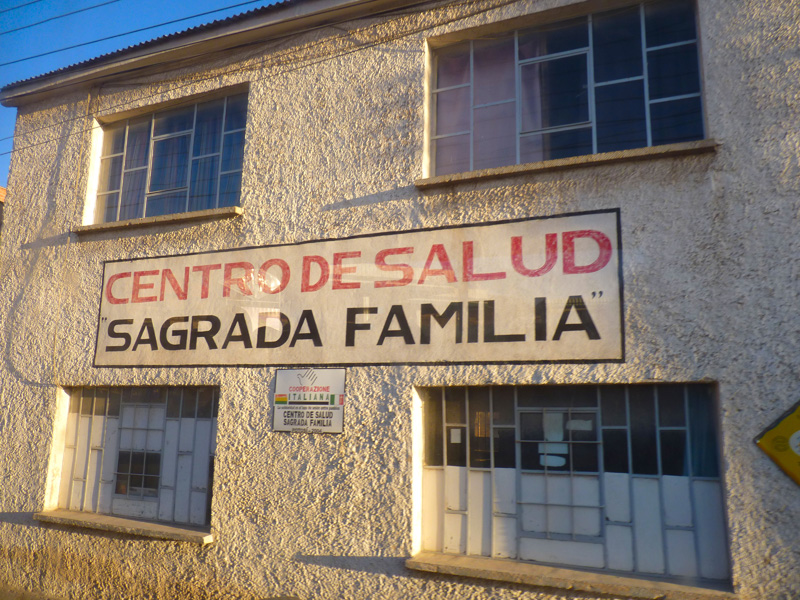 CENTRO DE SALUD
"SAGRADA FAMILIA"
COOPERAZIONE
ITALIANA
CENTRO DE SALUD
SAGRADA FAMILIA